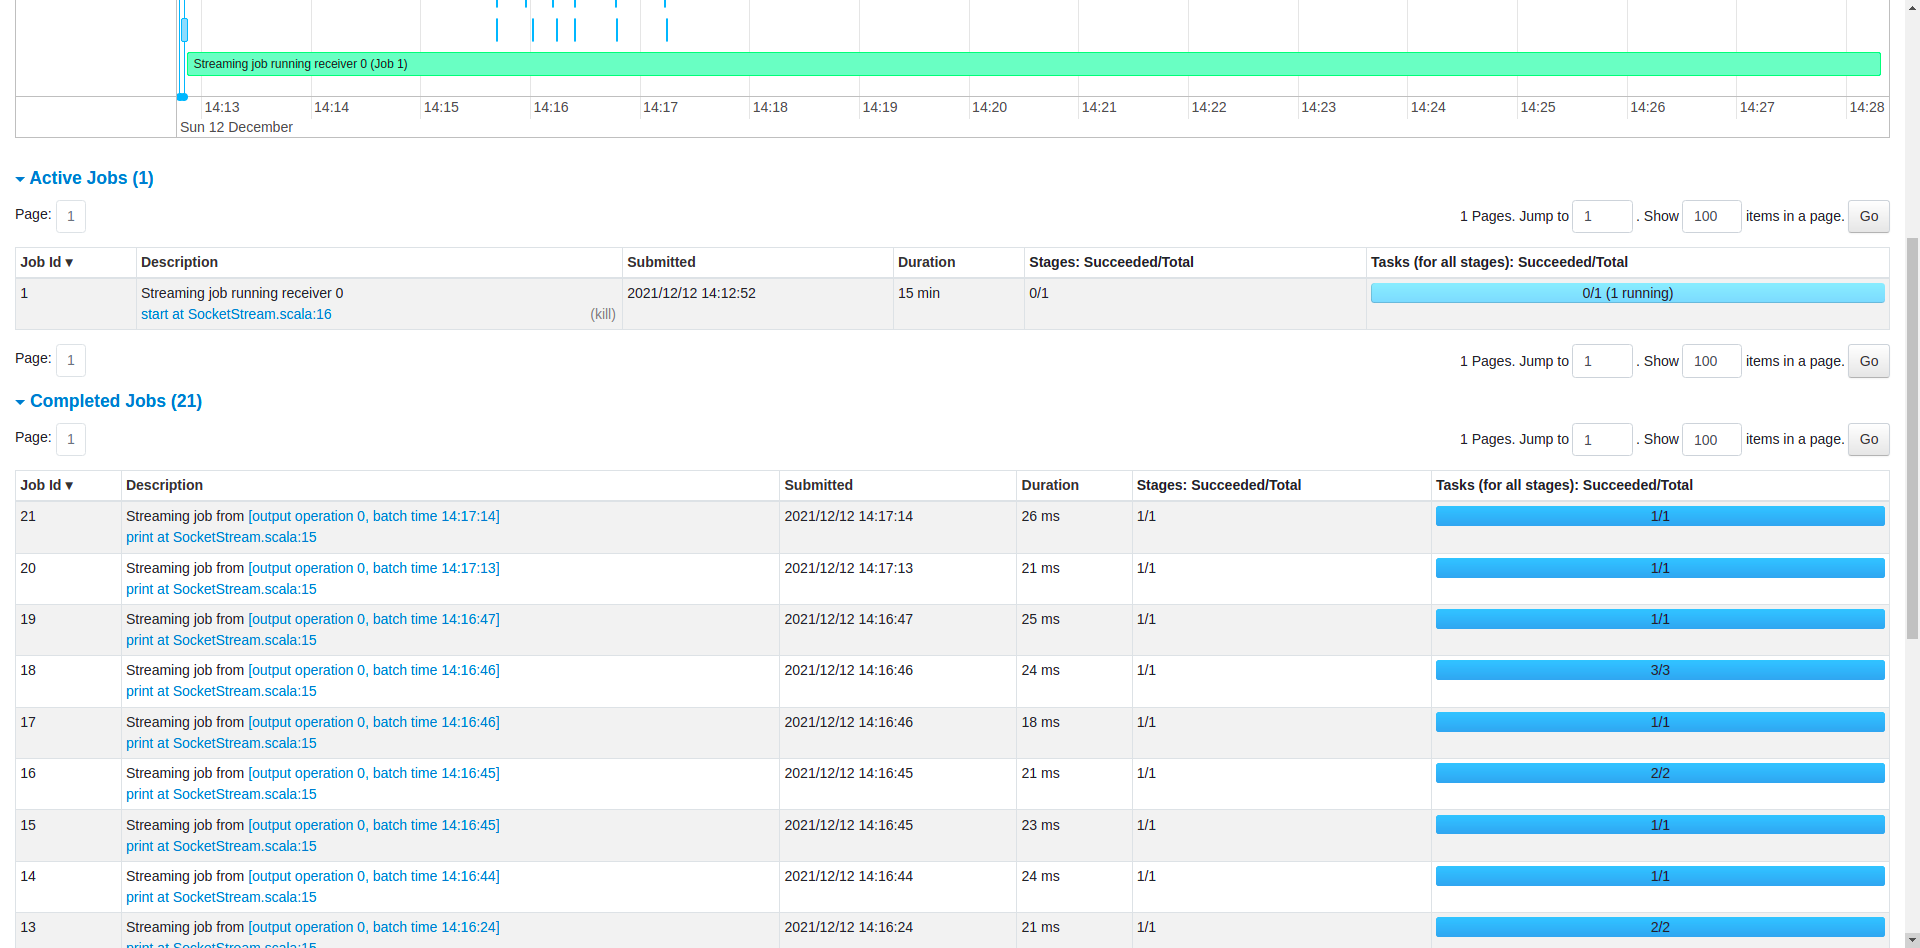 Streaming job running receiver 0 (Job 1)
14:13 14:14 14:15 14:16 14:17 14:18 14:19 14:20 14:21 14:22 14:23 14:24 14:25 14:26 14:27 14:28
Sun 12 December
Active Jobs (1)
Page: 1 1 Pages. Jump to 1 . Show 100 items in a page. Go
Job Id ▾ Description Submitted Duration Stages: Succeeded/Total Tasks (for all stages): Succeeded/Total
1 Streaming job running receiver 0 2021/12/12 14:12:52 15 min 0/1 0/1 (1 running)
start at SocketStream.scala:16 (kill)
Page: 1 1 Pages. Jump to 1 . Show 100 items in a page. Go
Completed Jobs (21)
Page: 1 1 Pages. Jump to 1 . Show 100 items in a page. Go
Job Id ▾ Description Submitted Duration Stages: Succeeded/Total Tasks (for all stages): Succeeded/Total
21 Streaming job from [output operation 0, batch time 14:17:14] 2021/12/12 14:17:14 26 ms 1/1 1/1
print at SocketStream.scala:15
20 Streaming job from [output operation 0, batch time 14:17:13] 2021/12/12 14:17:13 21 ms 1/1 1/1
print at SocketStream.scala:15
19 Streaming job from [output operation 0, batch time 14:16:47] 2021/12/12 14:16:47 25 ms 1/1 1/1
print at SocketStream.scala:15
18 Streaming job from [output operation 0, batch time 14:16:46] 2021/12/12 14:16:46 24 ms 1/1 3/3
print at SocketStream.scala:15
17 Streaming job from [output operation 0, batch time 14:16:46] 2021/12/12 14:16:46 18 ms 1/1 1/1
print at SocketStream.scala:15
16 Streaming job from [output operation 0, batch time 14:16:45] 2021/12/12 14:16:45 21 ms 1/1 2/2
print at SocketStream.scala:15
15 Streaming job from [output operation 0, batch time 14:16:45] 2021/12/12 14:16:45 23 ms 1/1 1/1
print at SocketStream.scala:15
14 Streaming job from [output operation 0, batch time 14:16:44] 2021/12/12 14:16:44 24 ms 1/1 1/1
print at SocketStream.scala:15
13 Streaming job from [output operation 0, batch time 14:16:24] 2021/12/12 14:16:24 21 ms 1/1 2/2
print at SocketStream.scala:15